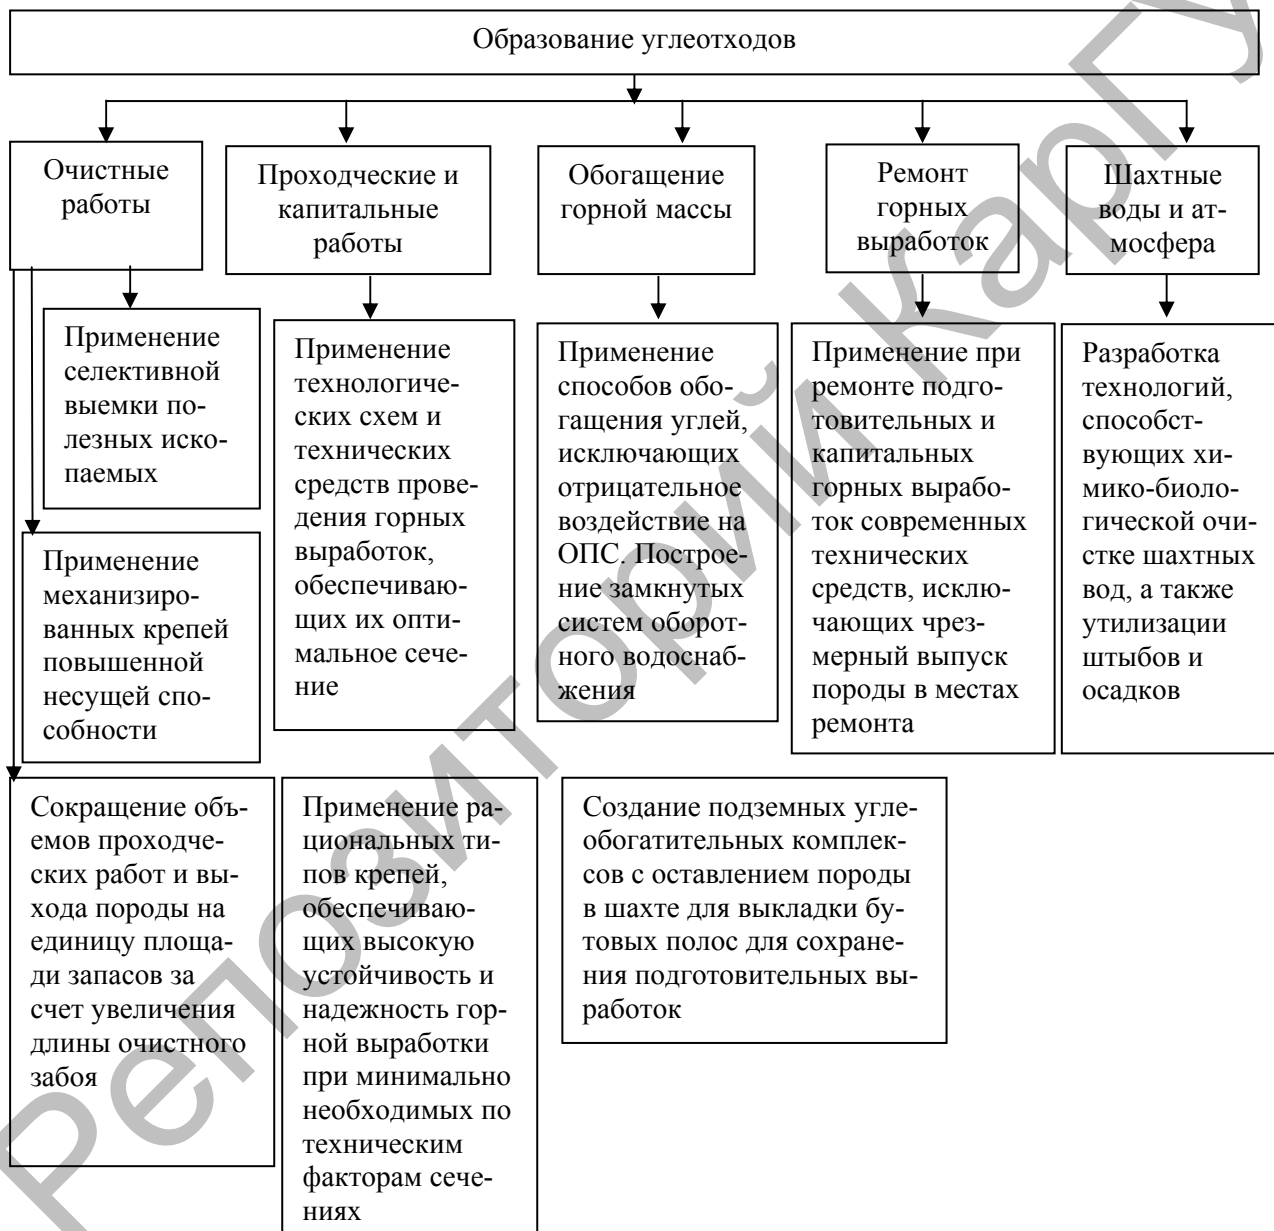 Образование углеотходов
Очистные
работы
Проходческие и
капитальные
работы
Обогащение
горной массы
Ремонт
горных
выработок
Шахтные
воды и ат-
мосфера
Применение
селективной
выемки по-
лезных иско-
паемых
Применение
технологиче-
ских схем и
технических
средств прове-
дения горных
выработок,
обеспечиваю-
щих их опти-
мальное сече-
ние
Применение
способов обо-
гащения углей,
исключающих
отрицательное
воздействие на
ОПС. Построе-
ние замкнутых
систем оборот-
ного водоснаб-
жения
Применение при
ремонте подго-
товительных и
капитальных
горных вырабо-
ток современных
технических
средств, исклю-
чающих чрез-
мерный выпуск
породы в местах
ремонта
Разработка
технологий,
способст-
вующих хи-
мико-биоло-
гической очи-
стке шахтных
вод, а также
утилизации
штыбов и
осадков
Применение
механизиро-
ванных крепей
повышенной
несущей спо-
собности
Сокращение объ-
емов проходче-
ских работ и вы-
хода породы на
единицу площа-
ди запасов за
счет увеличения
длины очистного
забоя
Применение ра-
циональных ти-
пов крепей,
обеспечиваю-
щих высокую
устойчивость и
надежность гор-
ной выработки
при минимально
необходимых по
техническим
факторам сече-
ниях
Создание подземных угле-
обогатительных комплек-
сов с оставлением породы
в шахте для выкладки бу-
товых полос для сохране-
ния подготовительных вы-
работок
Репозиторий КарГУ